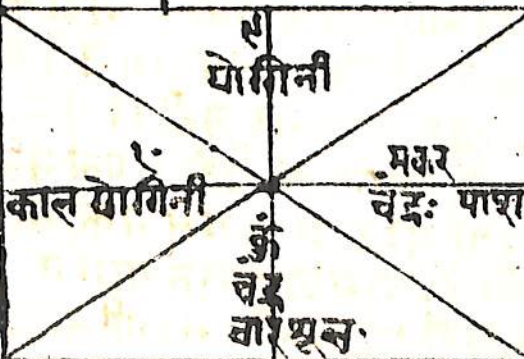 योगिनी
काल योगिनी
मकर
चंद्रः पाश
कुं
चंद्र
वारशूल